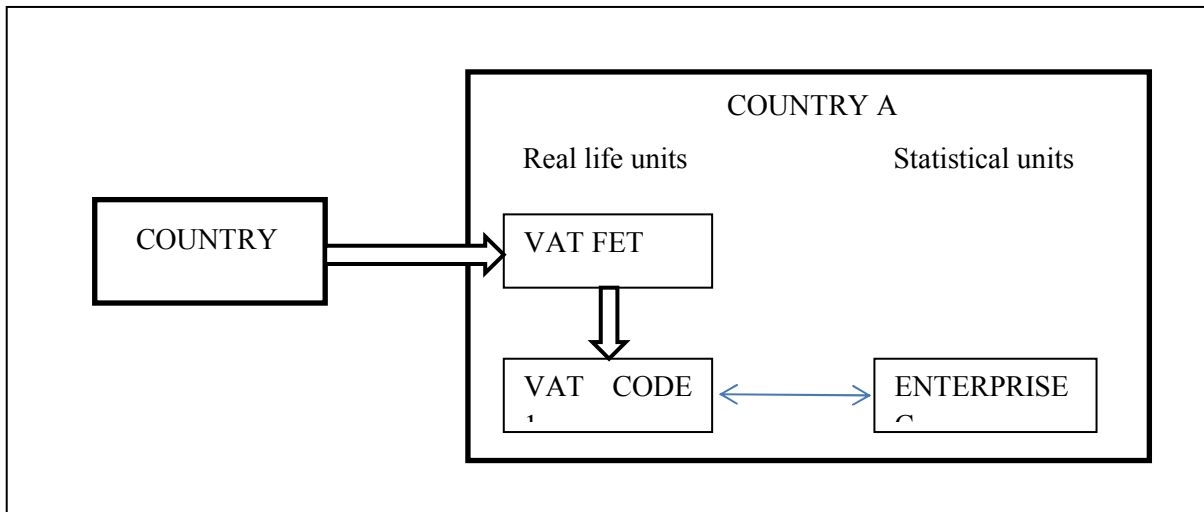 COUNTRY A
Real life units
Statistical units
COUNTRY
VAT FET
VAT CODE
ENTERPRISE